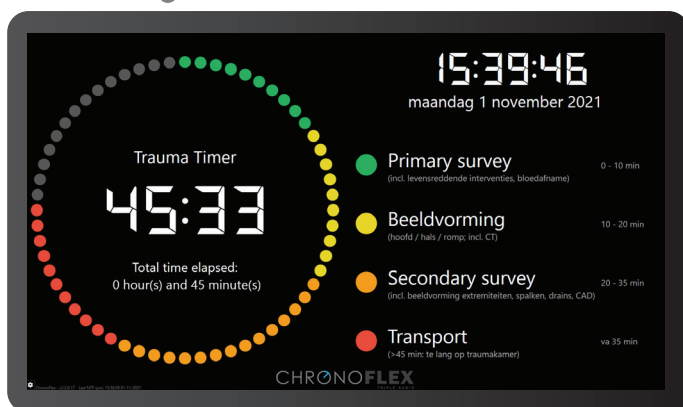 15:39:46
maandag 1 november 2021
Trauma Timer
45:33
Total time elapsed:
0 hour(s) and 45 minute(s)
Primary survey
0 - 10 min
(incl. levensreddende interventies, bloedafname)
Beeldvorming
10 - 20 min
(hoofd / hals / romp; incl. CT)
Secondary survey
20 - 35 min
(incl. beeldvorming extremiteiten, spalken, drains, CAD)
Transport
va 35 min
(>45 min: te lang op traumakamer)
CHRONOFLEX
TRIPLE AUDIO